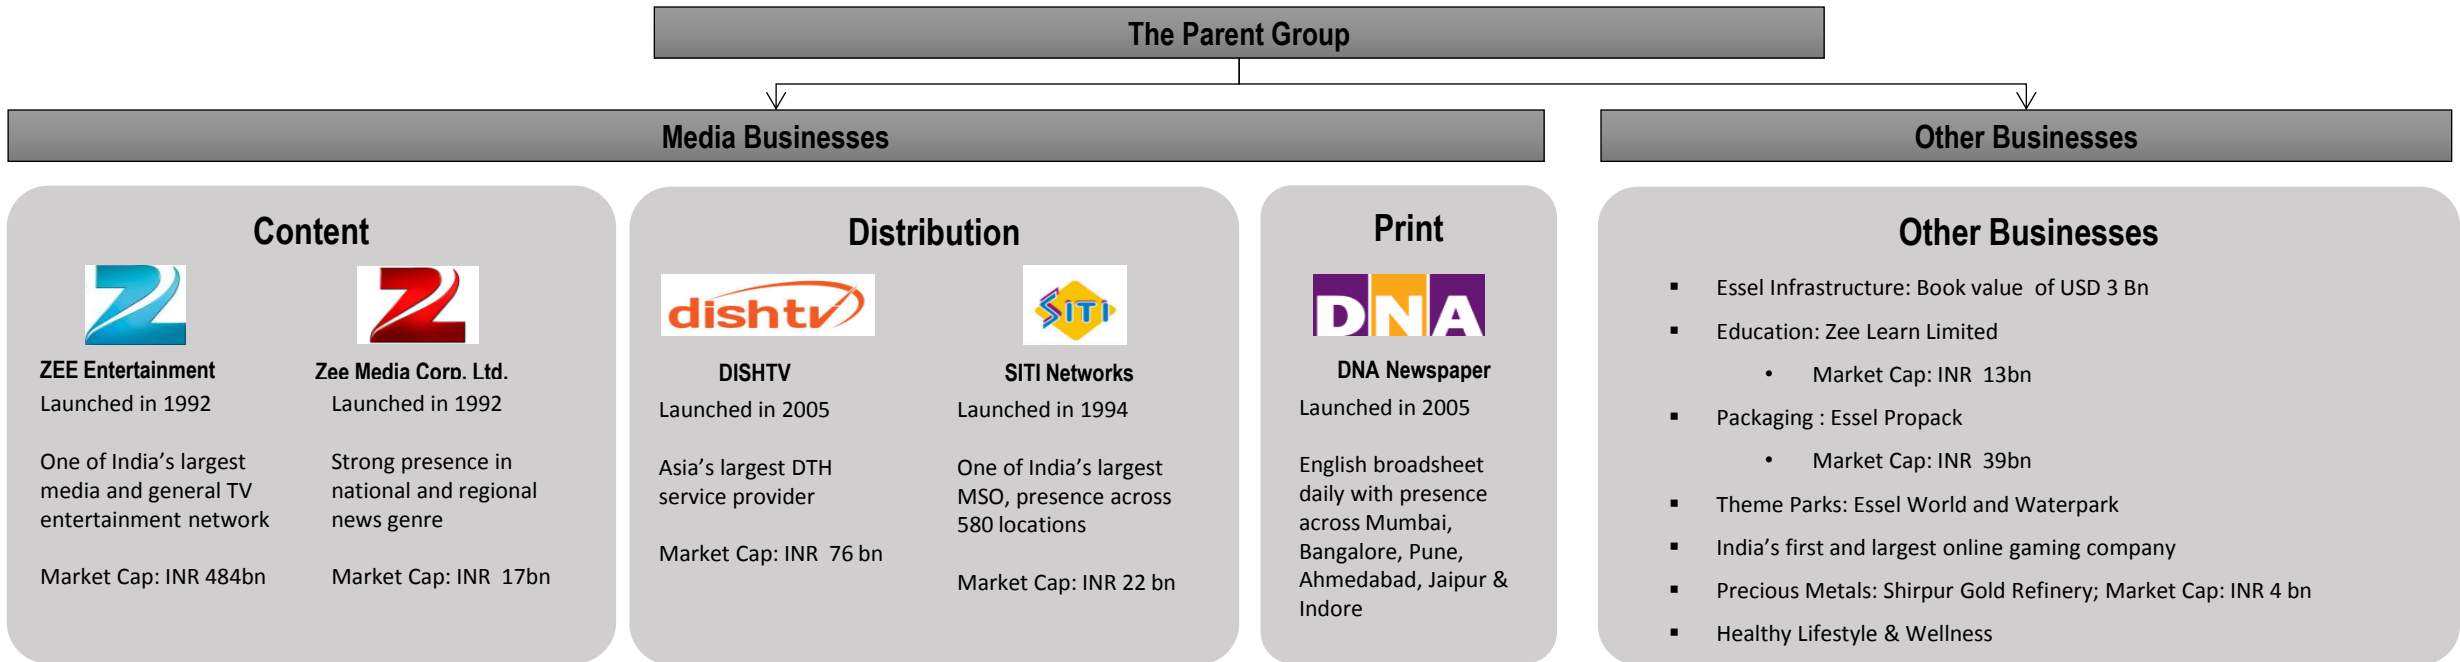 The Parent Group
Media Businesses
Other Businesses
Content
ZEE Entertainment
Launched in 1992
One of India's largest
media and general TV
entertainment network
Market Cap: INR 484bn
Zee Media Corp. Ltd.
Launched in 1992
Strong presence in
national and regional
news genre
Market Cap: INR 17bn
Distribution
dishtv
DISHTV
Launched in 2005
Asia's largest DTH
service provider
Market Cap: INR 76 bn
SITI
SITI Networks
Launched in 1994
One of India's largest
MSO, presence across
580 locations
Market Cap: INR 22 bn
Print
DNA
DNA Newspaper
Launched in 2005
English broadsheet
daily with presence
across Mumbai,
Bangalore, Pune,
Ahmedabad, Jaipur &
Indore
Other Businesses
▪ Essel Infrastructure: Book value of USD 3 Bn
▪ Education: Zee Learn Limited
• Market Cap: INR 13bn
▪ Packaging : Essel Propack
• Market Cap: INR 39bn
▪ Theme Parks: Essel World and Waterpark
▪ India's first and largest online gaming company
▪ Precious Metals: Shirpur Gold Refinery; Market Cap: INR 4 bn
▪ Healthy Lifestyle & Wellness